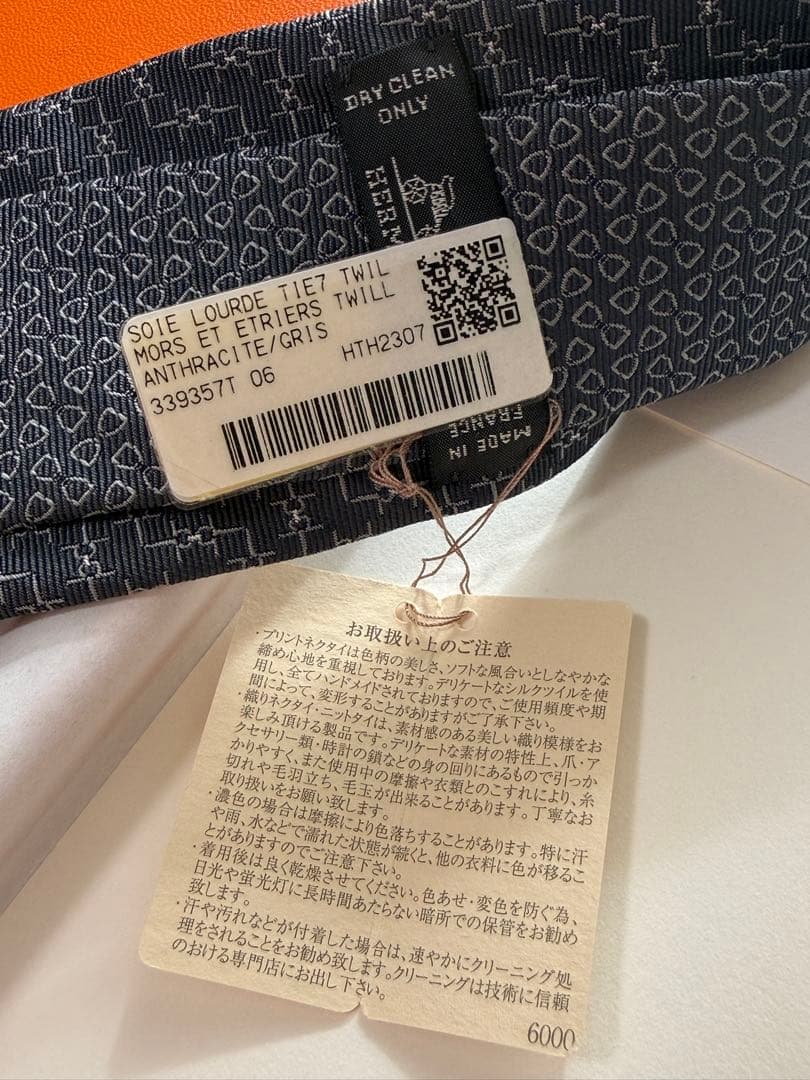 DRY CLEAN
ONLY
HERM
SOIE LOURDE TIE7 TWIL
MORS ET ETRIERS TWILL
ANTHRACITE/GRIS
339357T 06
HTH2307
MADE IN
FRANCE
お取扱い上のご注意
・プリントネクタイは色柄の美しさ、ソフトな風合いとしなやかな
締め心地を重視しております。デリケートなシルクツイルを使
用し、全てハンドメイドされておりますので、ご使用頻度や期
間によって、変形することがありますがご了承下さい。
・織りネクタイ・ニットタイは、素材感のある美しい織り模様をお
楽しみ頂ける製品です。デリケートな素材の特性上、爪・ア
クセサリー類・時計の鎖などの身の回りにあるもので引っか
かりやすく、また使用中の摩擦や衣類とのこすれにより、糸
切れや毛羽立ち、毛玉が出来ることがあります。丁寧なお
取り扱いをお願い致します。
・濃色の場合は摩擦により色落ちすることがあります。特に汗
や雨、水などで濡れた状態が続くと、他の衣料に色が移るこ
とがありますのでご注意下さい。
・着用後は良く乾燥させてください。色あせ・変色を防ぐ為、
日光や蛍光灯に長時間あたらない暗所での保管をお勧め
致します。
・汗や汚れなどが付着した場合は、速やかにクリーニング処
理をされることをお勧め致します。クリーニングは技術に信頼
のおける専門店にお出し下さい。
6000